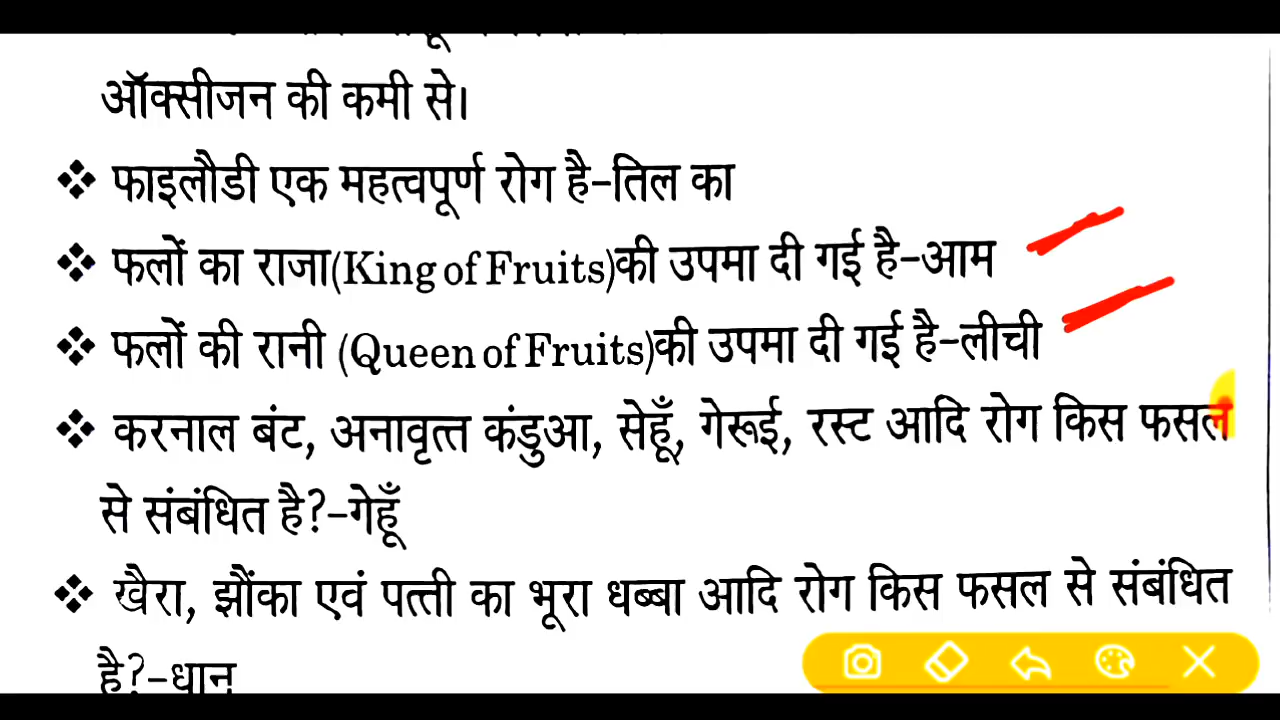 ऑक्सीजन की कमी से।
❖ फाइलौडी एक महत्वपूर्ण रोग है–तिल का
❖ फलों का राजा(King of Fruits)की उपमा दी गई है–आम
❖ फलों की रानी (Queen of Fruits)की उपमा दी गई है–लीची
❖ करनाल बंट, अनावृत्त कंडुआ, सेहूँ, गेरूई, रस्ट आदि रोग किस फसल
से संबंधित है?–गेहूँ
❖ खैरा, झौंका एवं पत्ती का भूरा धब्बा आदि रोग किस फसल से संबंधित
है?–धान